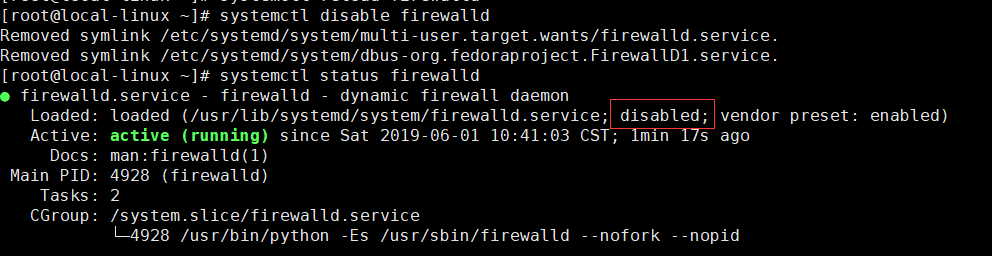 [root@local-linux ~]# systemctl disable firewalld
Removed symlink /etc/systemd/system/multi-user.target.wants/firewalld.service.
Removed symlink /etc/systemd/system/dbus-org.fedoraproject.FirewallD1.service.
[root@local-linux ~]# systemctl status firewalld
● firewalld.service - firewalld - dynamic firewall daemon
Loaded: loaded (/usr/lib/systemd/system/firewalld.service; disabled; vendor preset: enabled)
Active: active (running) since Sat 2019-06-01 10:41:03 CST; 1min 17s ago
Docs: man:firewalld(1)
Main PID: 4928 (firewalld)
Tasks: 2
CGroup: /system.slice/firewalld.service
└─4928 /usr/bin/python -Es /usr/sbin/firewalld --nofork --nopid